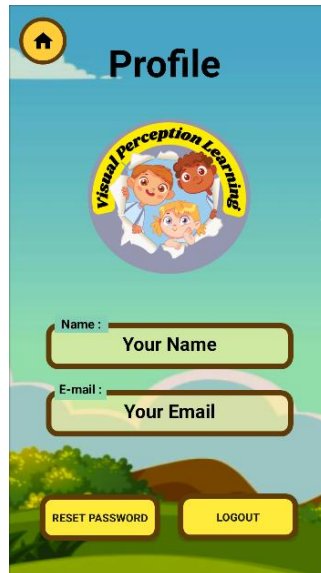 Profile
Visual Perception Learning
Name :
Your Name
E-mail :
Your Email
RESET PASSWORD
LOGOUT